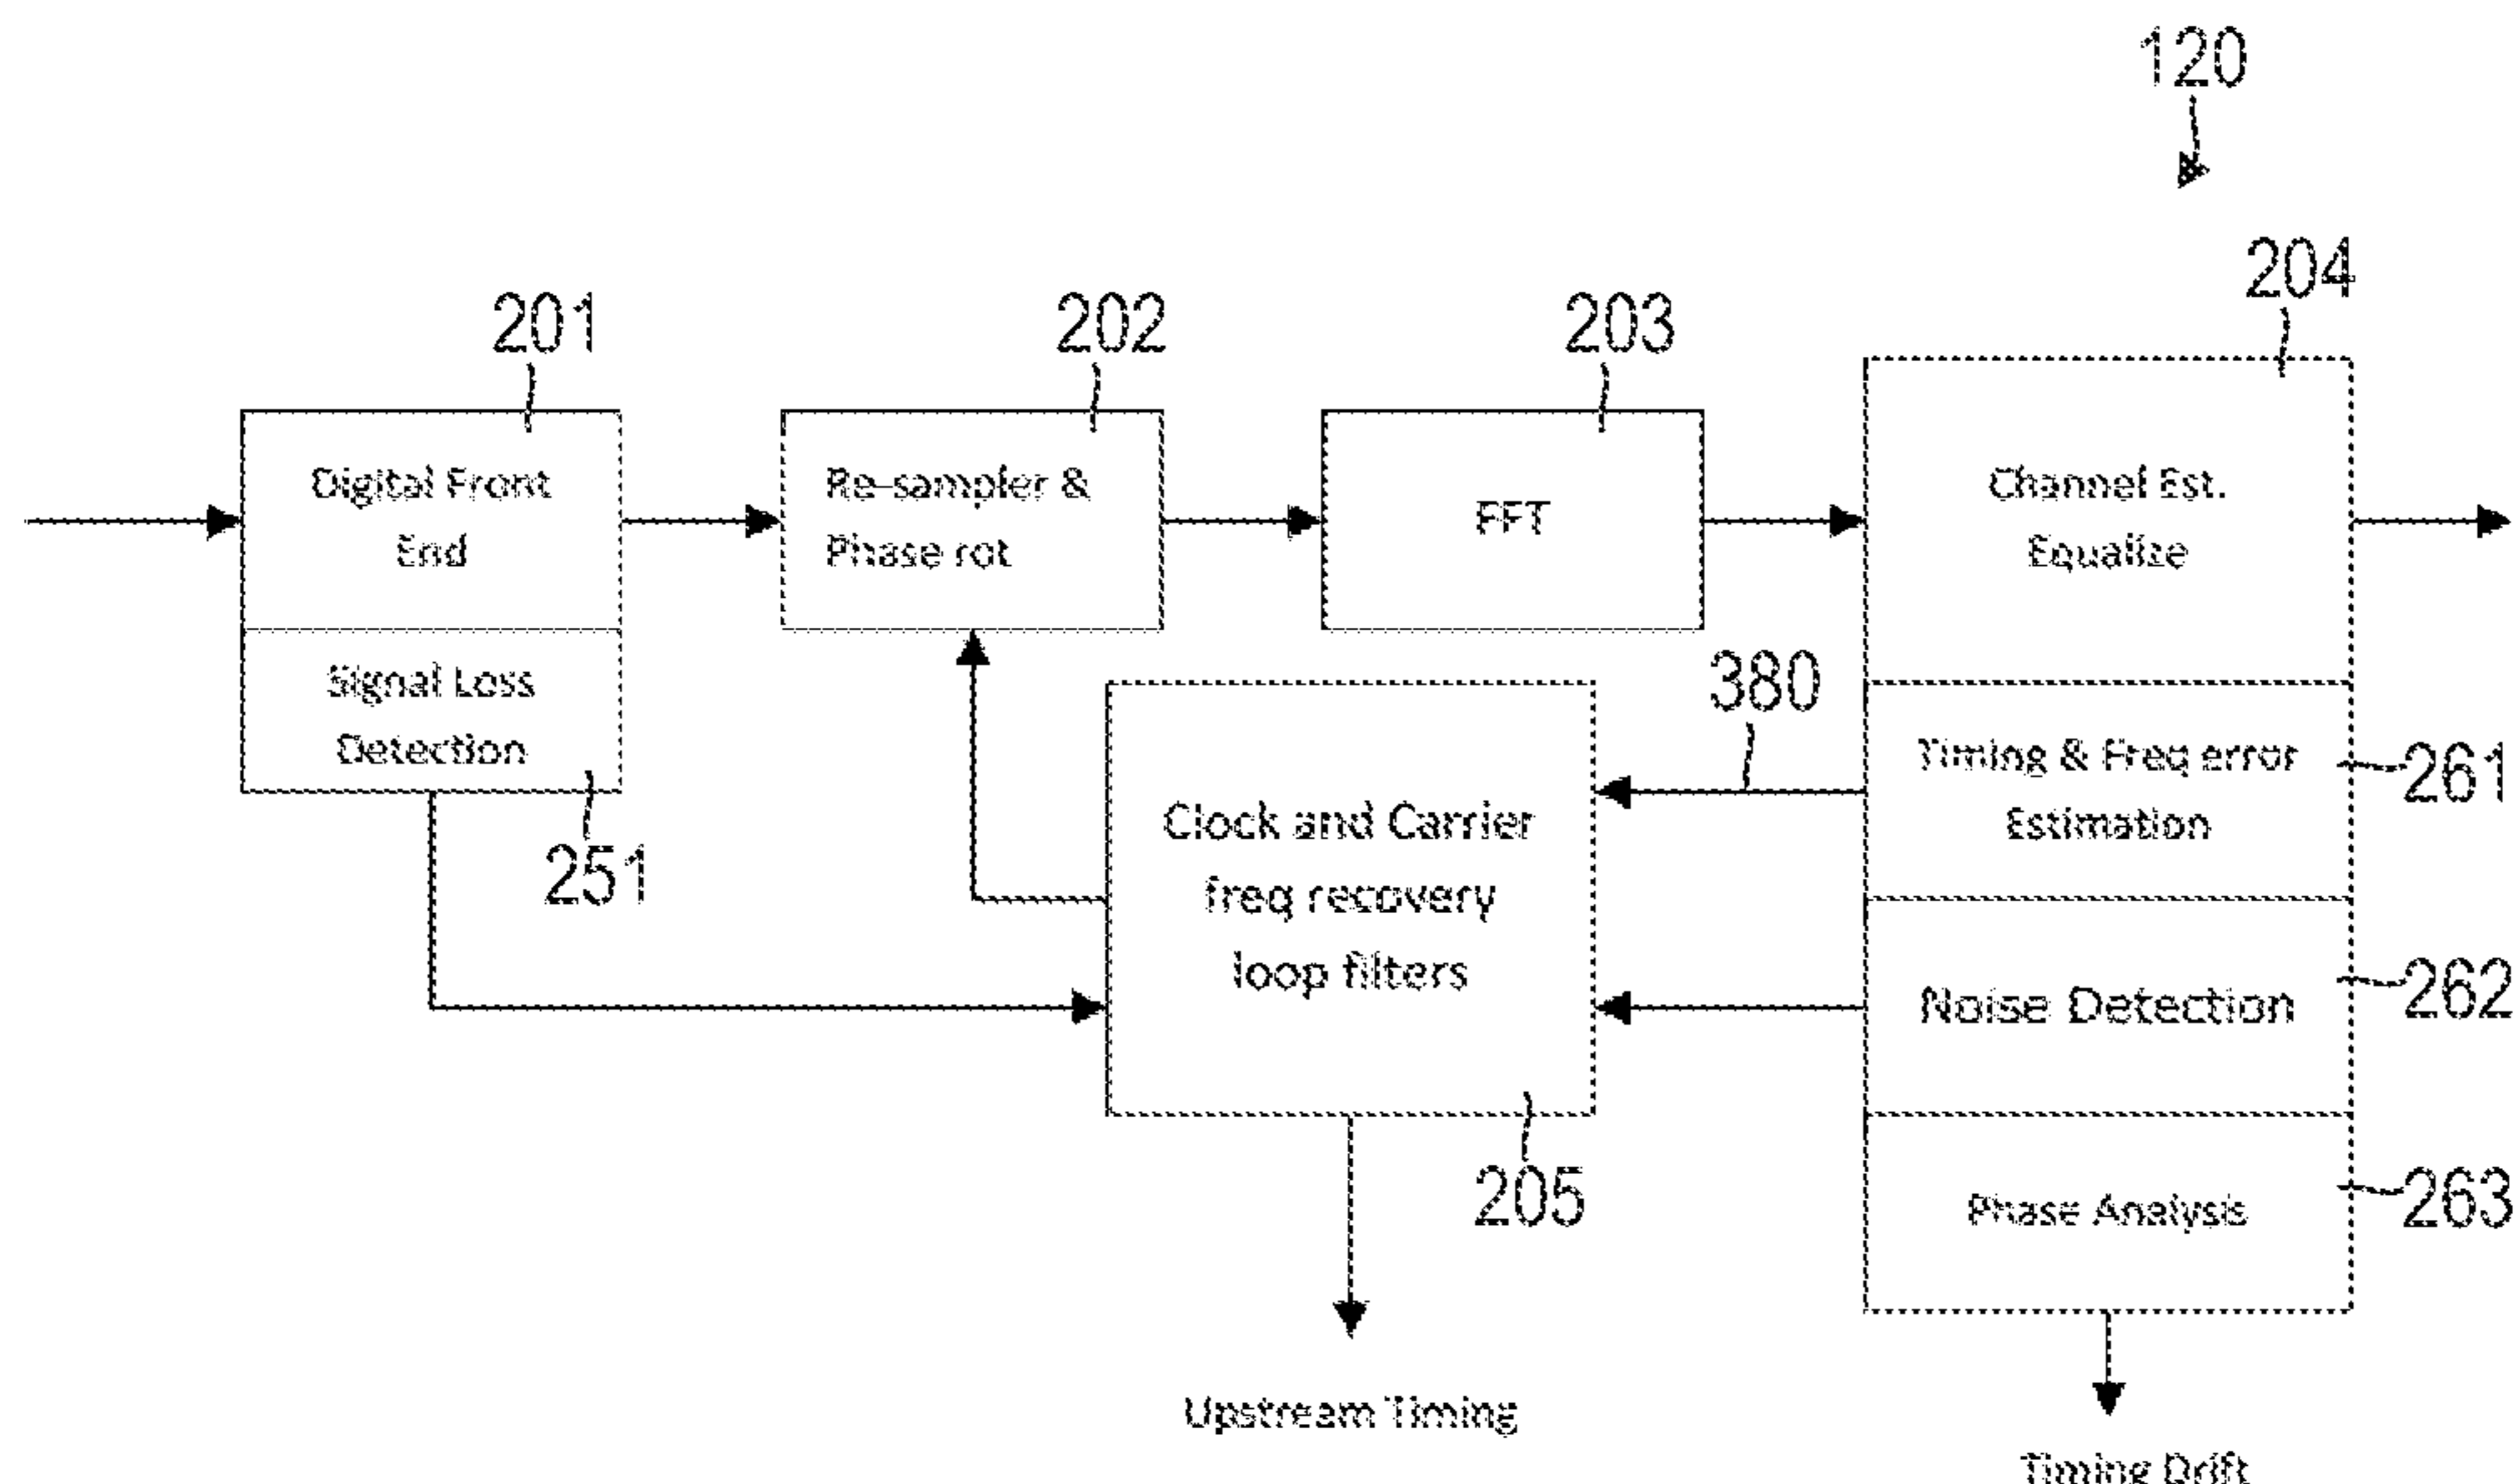 120
204
201
202
203
Digital Front
End
Re-sampler &
Phase rot
FFT
Channel Est.
Equalize
Signal Loss
Detection
251
380
Timing & Freq error
Estimation
261
Clock and Carrier
freq recovery
loop filters
Noise Detection
262
205
Phase Analysis
263
Upstream Timing
Timing Drift